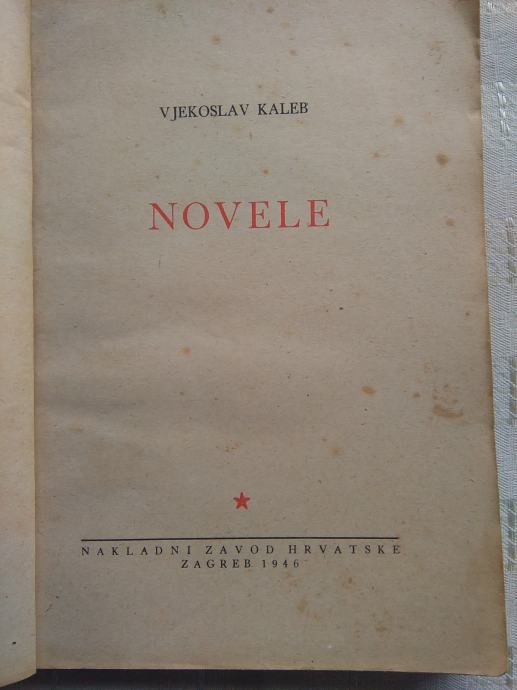 VJEKOSLAV KALEB
NOVELE
NAKLADNI ZAVOD HRVATSKE
ZAGREB 1946